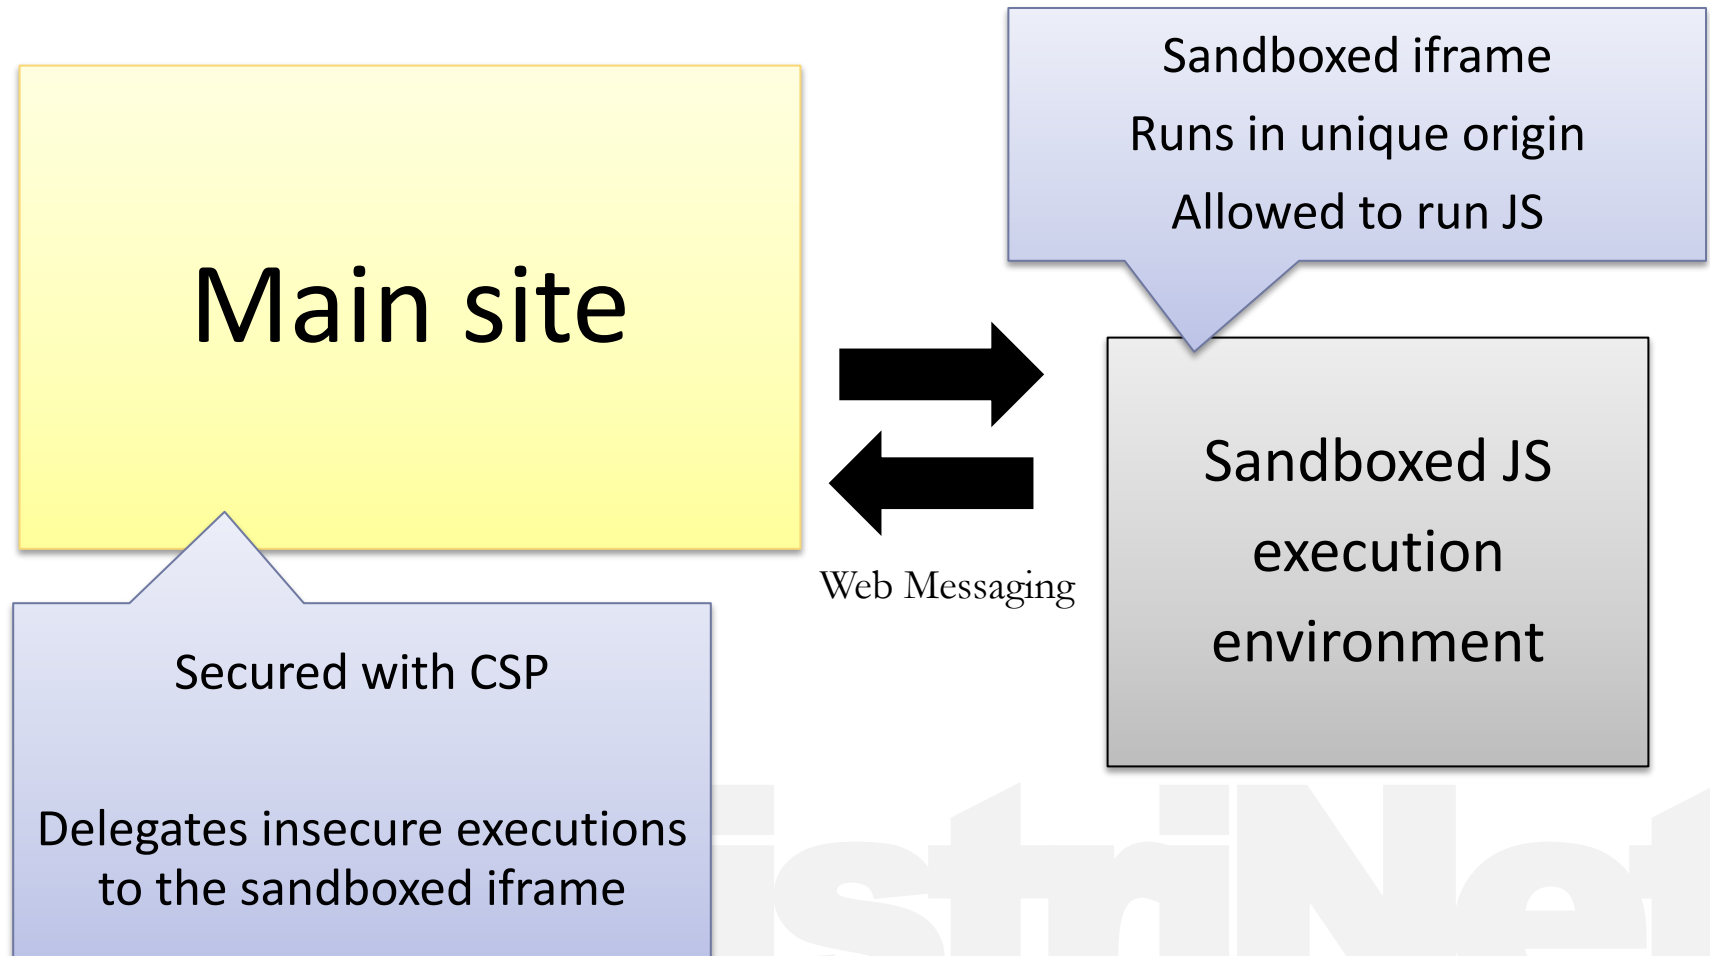 Sandboxed iframe
Runs in unique origin
Allowed to run JS
Main site
Web Messaging
Sandboxed JS
execution
environment
Secured with CSP
Delegates insecure executions
to the sandboxed iframe
istriNet